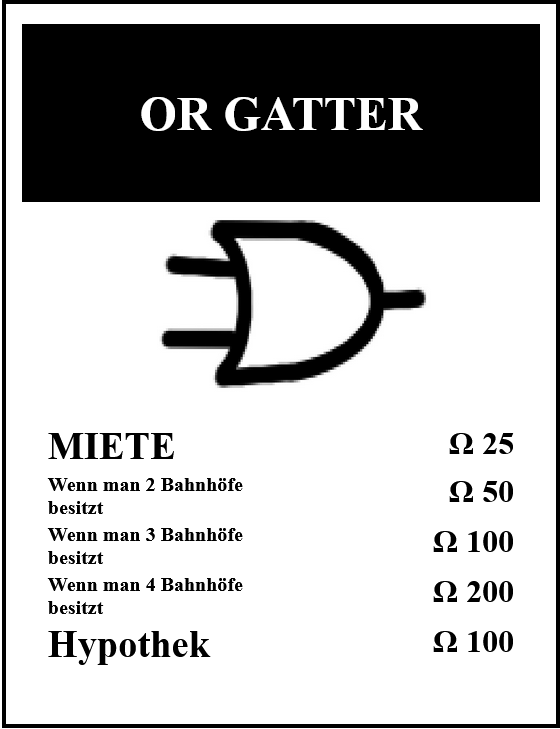 OR GATTER
MIETE Ω 25
Wenn man 2 Bahnhöfe Ω 50
besitzt
Wenn man 3 Bahnhöfe Ω 100
besitzt
Wenn man 4 Bahnhöfe Ω 200
besitzt
Hypothek Ω 100